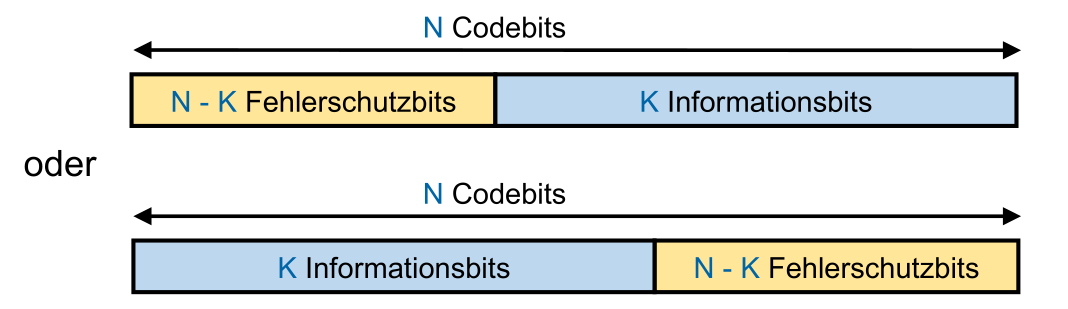 N Codebits
N - K Fehlerschutzbits K Informationsbits
oder
N Codebits
K Informationsbits N - K Fehlerschutzbits